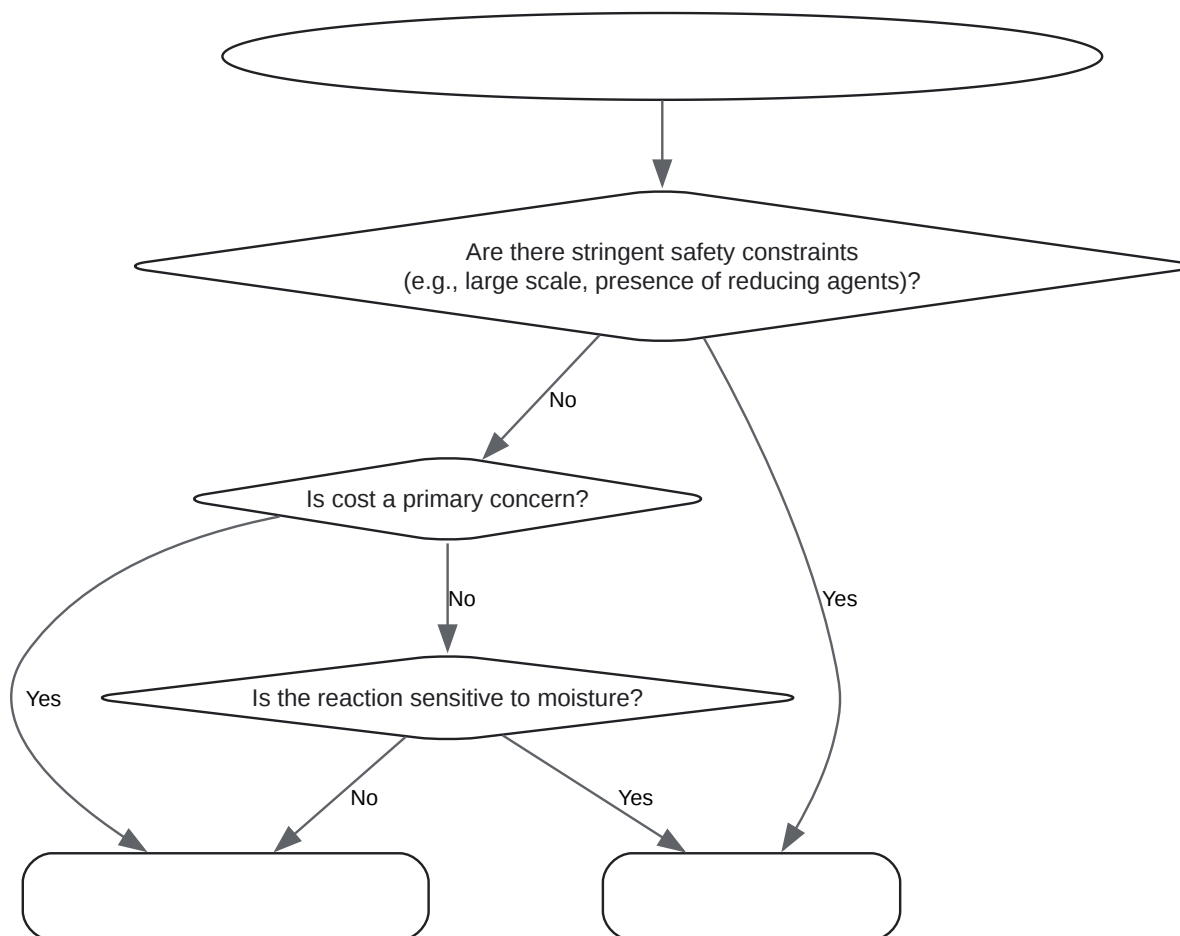 Are there stringent safety constraints
(e.g., large scale, presence of reducing agents)?
No
Is cost a primary concern?
No
Yes
Is the reaction sensitive to moisture?
Yes
No
Yes